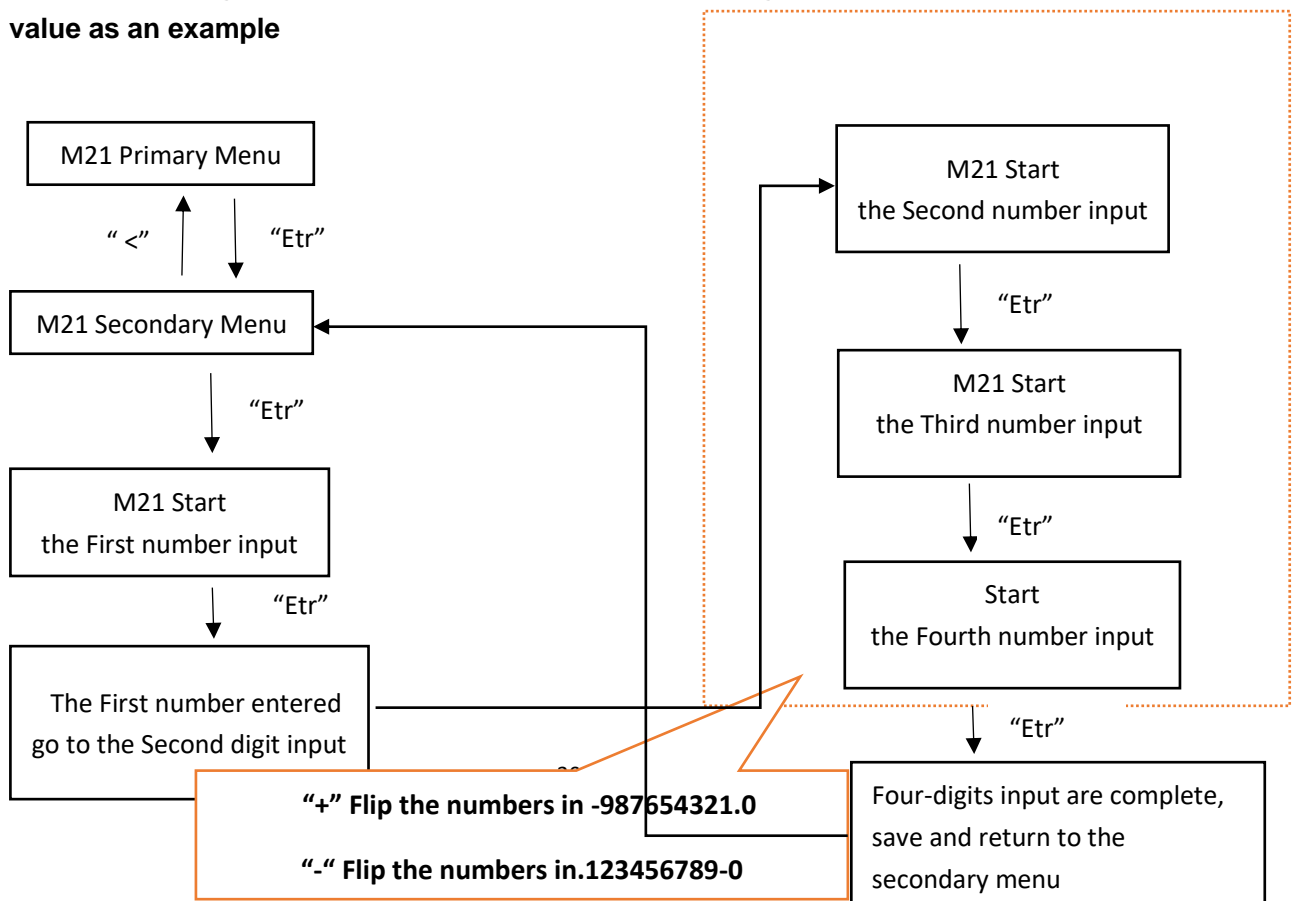 value as an example
M21 Primary Menu
“ <”
“Etr”
M21 Secondary Menu
“Etr”
M21 Start
the First number input
“Etr”
The First number entered
go to the Second digit input
M21 Start
the Second number input
“Etr”
M21 Start
the Third number input
“Etr”
Start
the Fourth number input
“Etr”
Four-digits input are complete,
save and return to the
secondary menu
“+” Flip the numbers in -987654321.0
“-“ Flip the numbers in.123456789-0